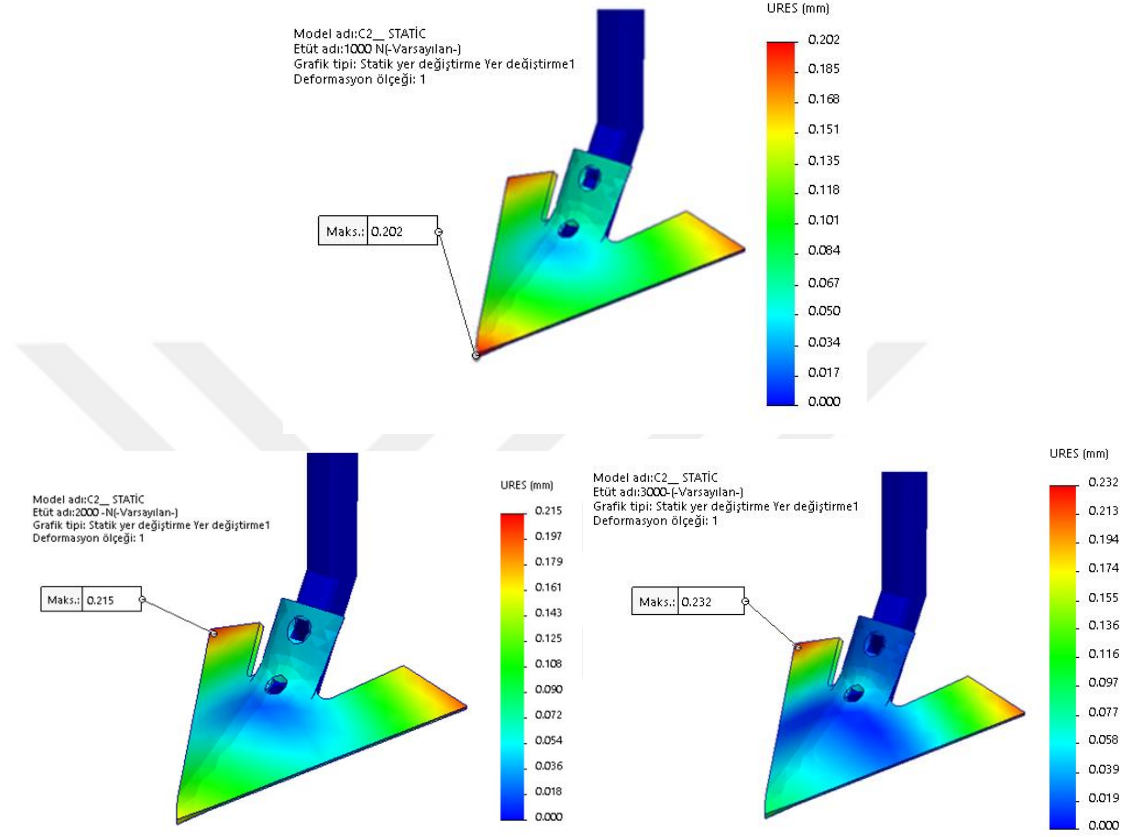 URES (mm)
Model adı:C2__ STATİC
Etüt adı:1000 N(-Varsayılan-)
Grafik tipi: Statik yer değiştirme Yer değiştirme1
Deformasyon ölçeği: 1
0.202
0.185
0.168
0.151
0.135
0.118
0.101
0.084
0.067
0.050
0.034
0.017
0.000
Maks.: 0.202
URES (mm)
Model adı:C2__ STATİC
Etüt adı:2000 -N(-Varsayılan-)
Grafik tipi: Statik yer değiştirme Yer değiştirme1
Deformasyon ölçeği: 1
0.215
0.197
0.179
0.161
0.143
0.125
0.108
0.090
0.072
0.054
0.036
0.018
0.000
Maks.: 0.215
URES (mm)
Model adı:C2__ STATİC
Etüt adı:3000-(-Varsayılan-)
Grafik tipi: Statik yer değiştirme Yer değiştirme1
Deformasyon ölçeği: 1
0.232
0.213
0.194
0.174
0.155
0.136
0.116
0.097
0.077
0.058
0.039
0.019
0.000
Maks.: 0.232